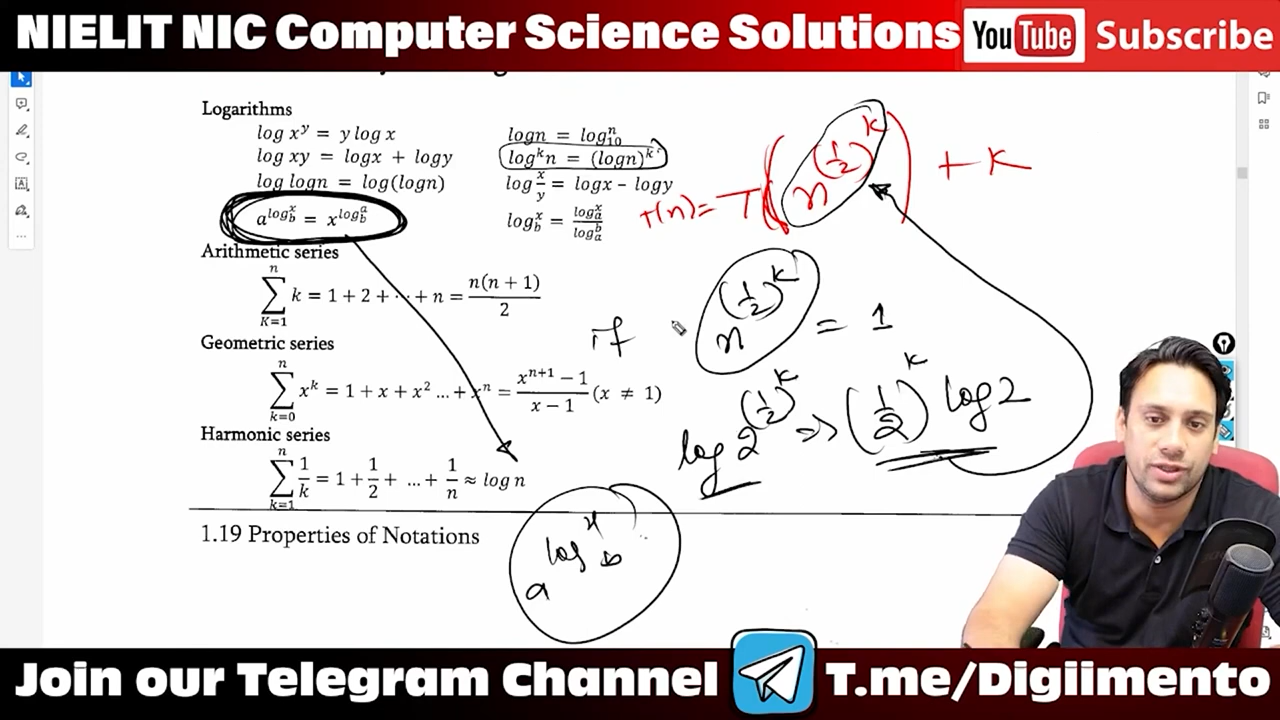 NIELIT NIC Computer Science Solutions YouTube Subscribe
Logarithms
log x^y = y log x
logn = log_10^n
log xy = logx + logy
log^k n = (logn)^k
log logn = log(logn)
log x/y = logx − logy
a^(log_b^x) = x^(log_b^a)
log_b^x = log_a^x / log_a^b
T(n) = T(n^(1/2)^k) + K
Arithmetic series
∑_{K=1}^{n} k = 1 + 2 + ⋯ + n = n(n + 1)/2
if n^(1/2)^k = 1
Geometric series
∑_{k=0}^{n} x^k = 1 + x + x^2 … + x^n = (x^{n+1} − 1)/(x − 1) (x ≠ 1)
log 2^(1/2)^k ⇒ (1/2)^k log 2
Harmonic series
∑_{k=1}^{n} 1/k = 1 + 1/2 + … + 1/n ≈ log n
1.19 Properties of Notations
a^(log_b^x)
Join our Telegram Channel T.me/Digiimento